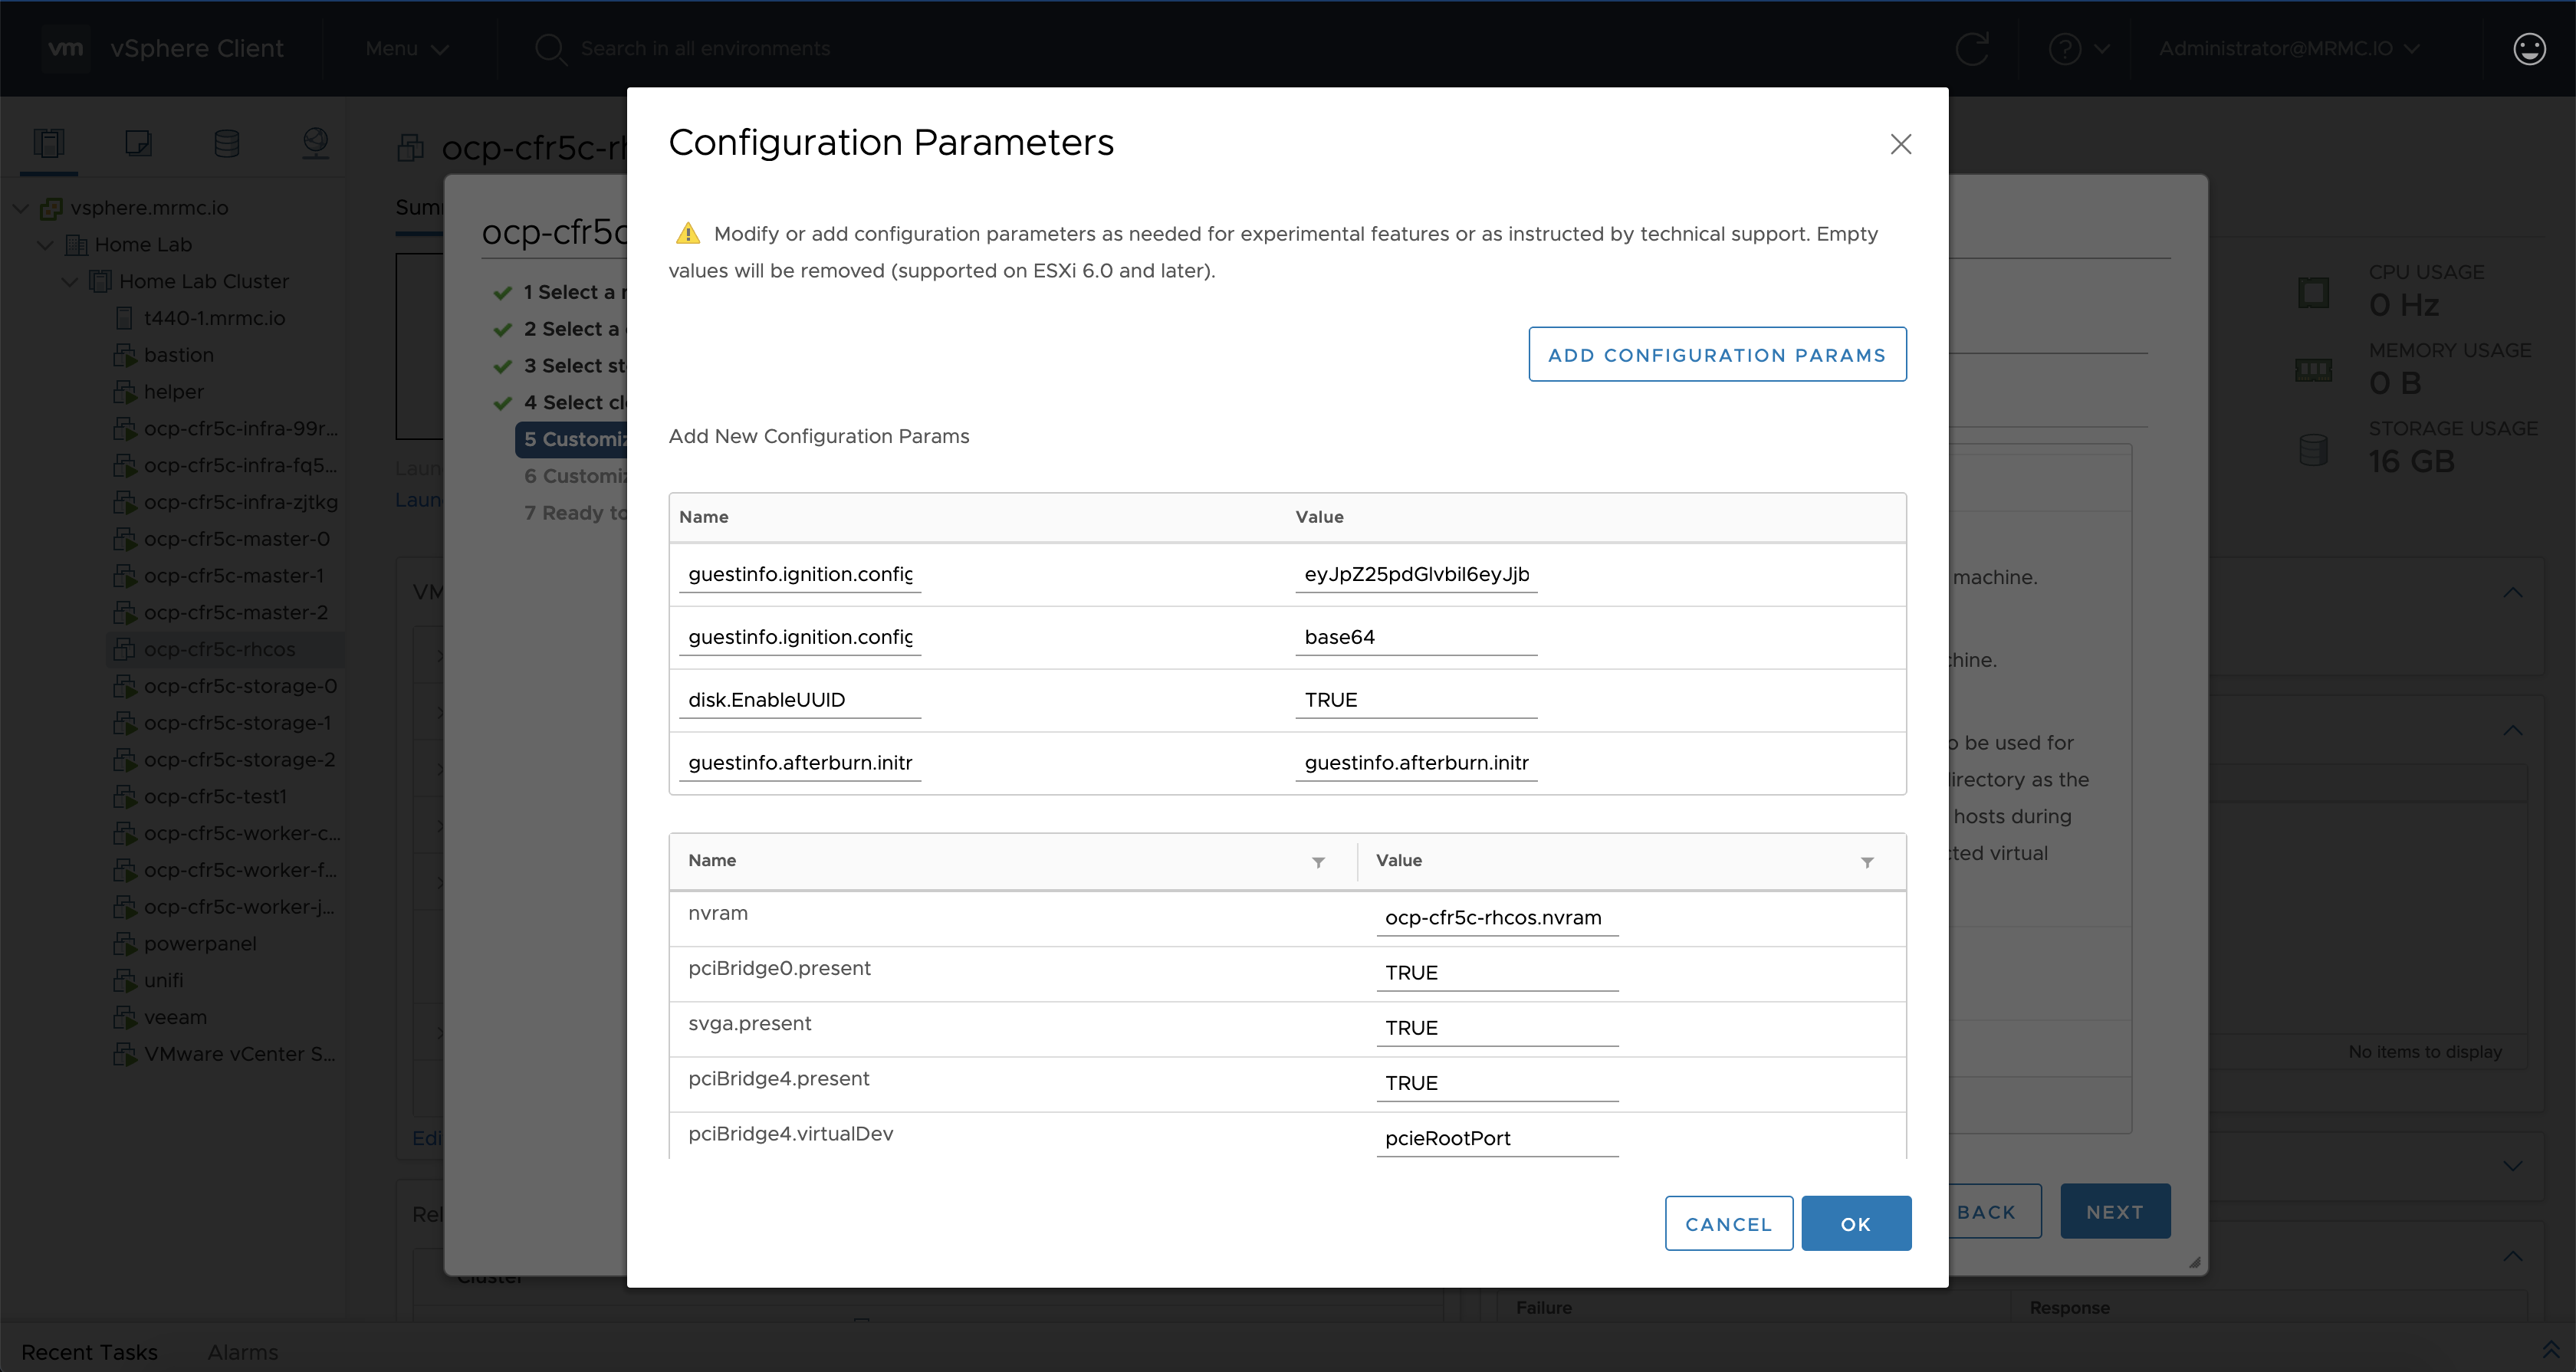 vm vSphere Client Menu Search in all environments Administrator@MRMC.IO
ocp-cfr5c-r
vsphere.mrmc.io
Home Lab
Home Lab Cluster
t440-1.mrmc.io
bastion
helper
ocp-cfr5c-infra-99r...
ocp-cfr5c-infra-fq5...
ocp-cfr5c-infra-zjtkg
ocp-cfr5c-master-0
ocp-cfr5c-master-1
ocp-cfr5c-master-2
ocp-cfr5c-rhcos
ocp-cfr5c-storage-0
ocp-cfr5c-storage-1
ocp-cfr5c-storage-2
ocp-cfr5c-test1
ocp-cfr5c-worker-c...
ocp-cfr5c-worker-f...
ocp-cfr5c-worker-j...
powerpanel
unifi
veeam
VMware vCenter S...
Sum
Laun
Laun
VM
Edi
Rel
Cluster
ocp-cfr5c
1 Select a
2 Select a
3 Select st
4 Select cl
5 Customiz
6 Customiz
7 Ready to
Configuration Parameters
Modify or add configuration parameters as needed for experimental features or as instructed by technical support. Empty
values will be removed (supported on ESXi 6.0 and later).
ADD CONFIGURATION PARAMS
Add New Configuration Params
Name Value
guestinfo.ignition.config eyJpZ25pdGlvbiI6eyJjb
guestinfo.ignition.config base64
disk.EnableUUID TRUE
guestinfo.afterburn.initr guestinfo.afterburn.initr
Name Value
nvram ocp-cfr5c-rhcos.nvram
pciBridge0.present TRUE
svga.present TRUE
pciBridge4.present TRUE
pciBridge4.virtualDev pcieRootPort
CANCEL OK
machine.
hine.
o be used for
directory as the
hosts during
cted virtual
BACK NEXT
CPU USAGE
0 Hz
MEMORY USAGE
0 B
STORAGE USAGE
16 GB
No items to display
Failure Response
Recent Tasks Alarms